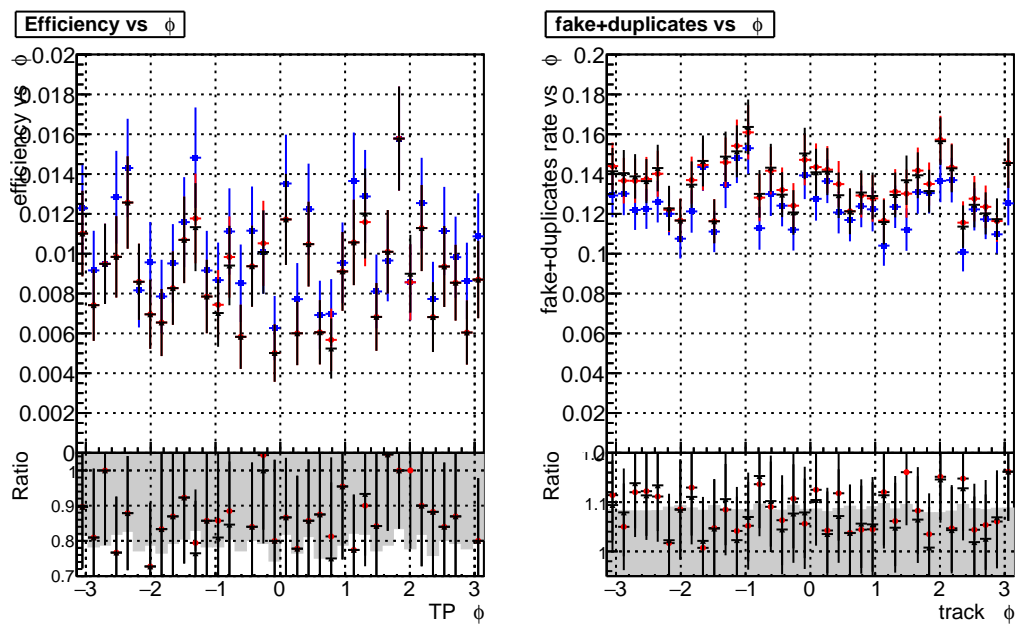 Efficiency vs φ
efficiency vs φ
0.02
0.018
0.016
0.014
0.012
0.01
0.008
0.006
0.004
0.002
0
Ratio
1
0.9
0.8
0.7
−3 −2 −1 0 1 2 3
TP φ
fake+duplicates vs φ
fake+duplicates rate vs φ
0.2
0.18
0.16
0.14
0.12
0.1
0.08
0.06
0.04
0.02
0
Ratio
1.1
1
−3 −2 −1 0 1 2 3
track φ